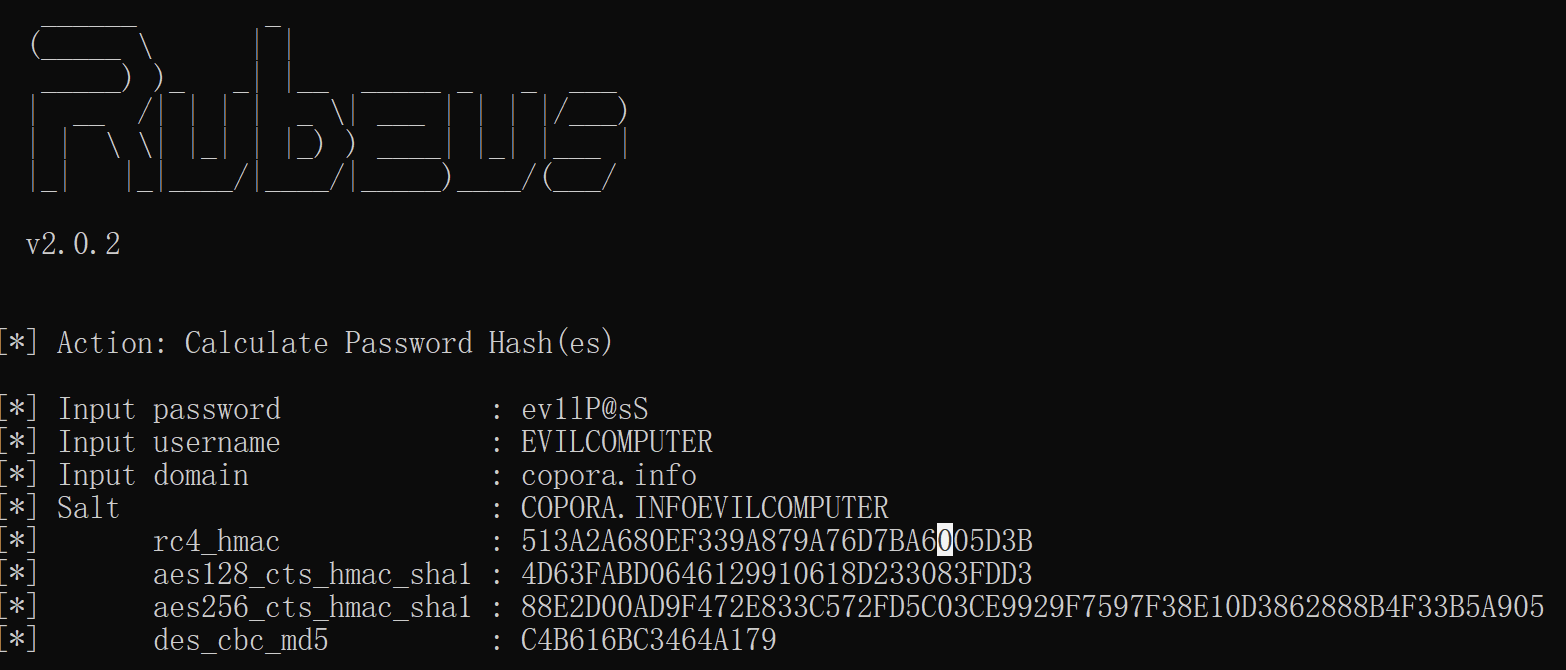 Rubeus
v2.0.2
[*] Action: Calculate Password Hash(es)
[*] Input password : ev1lP@sS
[*] Input username : EVILCOMPUTER
[*] Input domain : copora.info
[*] Salt : COPORA.INFOEVILCOMPUTER
[*] rc4_hmac : 513A2A680EF339A879A76D7BA6005D3B
[*] aes128_cts_hmac_sha1 : 4D63FABD0646129910618D233083FDD3
[*] aes256_cts_hmac_sha1 : 88E2D00AD9F472E833C572FD5C03CE9929F7597F38E10D3862888B4F33B5A905
[*] des_cbc_md5 : C4B616BC3464A179